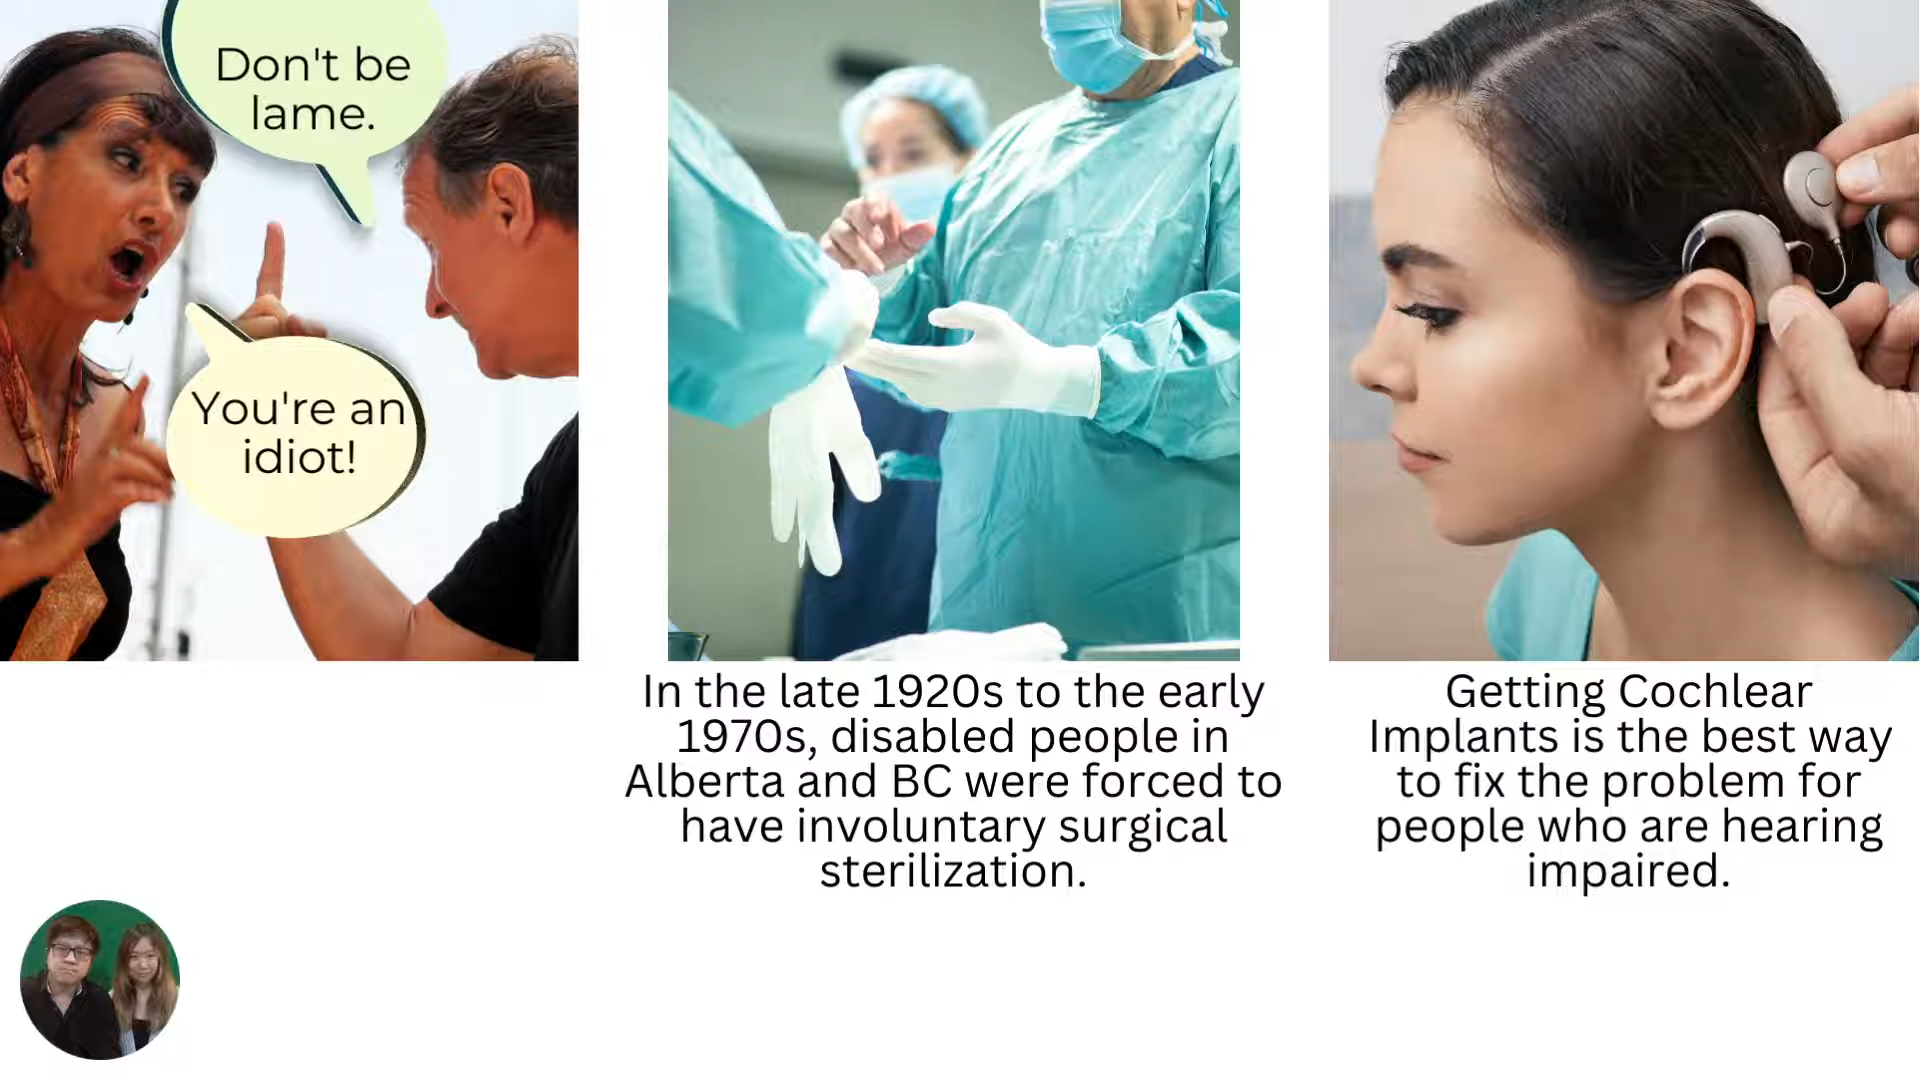 Don't be
lame.
You're an
idiot!
In the late 1920s to the early
1970s, disabled people in
Alberta and BC were forced to
have involuntary surgical
sterilization.
Getting Cochlear
Implants is the best way
to fix the problem for
people who are hearing
impaired.